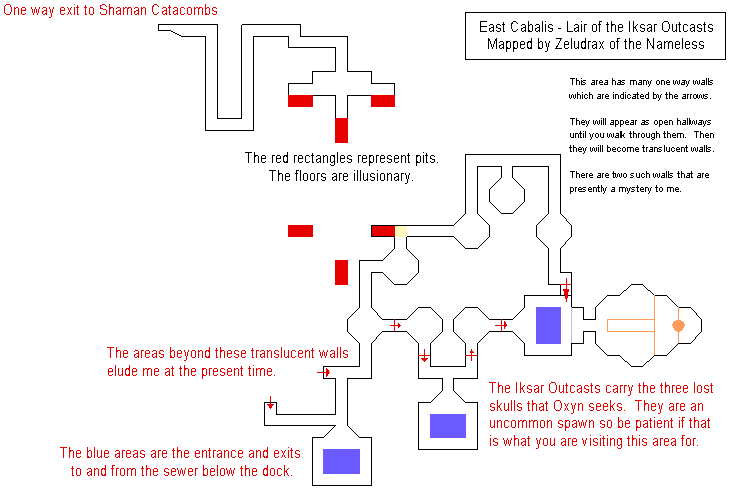 One way exit to Shaman Catacombs
East Cabalis - Lair of the Iksar Outcasts
Mapped by Zeludrax of the Nameless
This area has many one way walls
which are indicated by the arrows.
They will appear as open hallways
until you walk through them. Then
they will become translucent walls.
There are two such walls that are
presently a mystery to me.
The red rectangles represent pits.
The floors are illusionary.
The areas beyond these translucent walls
elude me at the present time.
The Iksar Outcasts carry the three lost
skulls that Oxyn seeks. They are an
uncommon spawn so be patient if that
is what you are visiting this area for.
The blue areas are the entrance and exits
to and from the sewer below the dock.